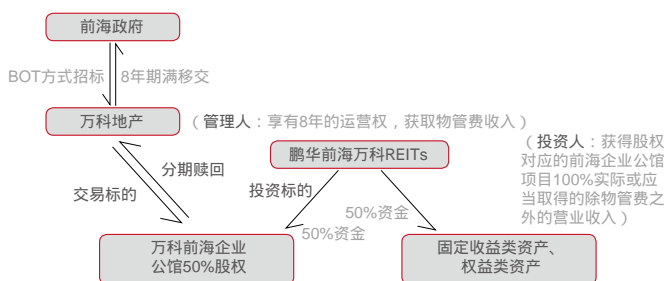 前海政府
BOT方式招标
8年期满移交
万科地产
（管理人：享有8年的运营权，获取物管费收入）
鹏华前海万科REITs
（投资人：获得股权
对应的前海企业公馆
项目100%实际或应
当取得的除物管费之
外的营业收入）
分期赎回
交易标的
投资标的
50%资金
50%资金
万科前海企业
公馆50%股权
固定收益类资产、
权益类资产